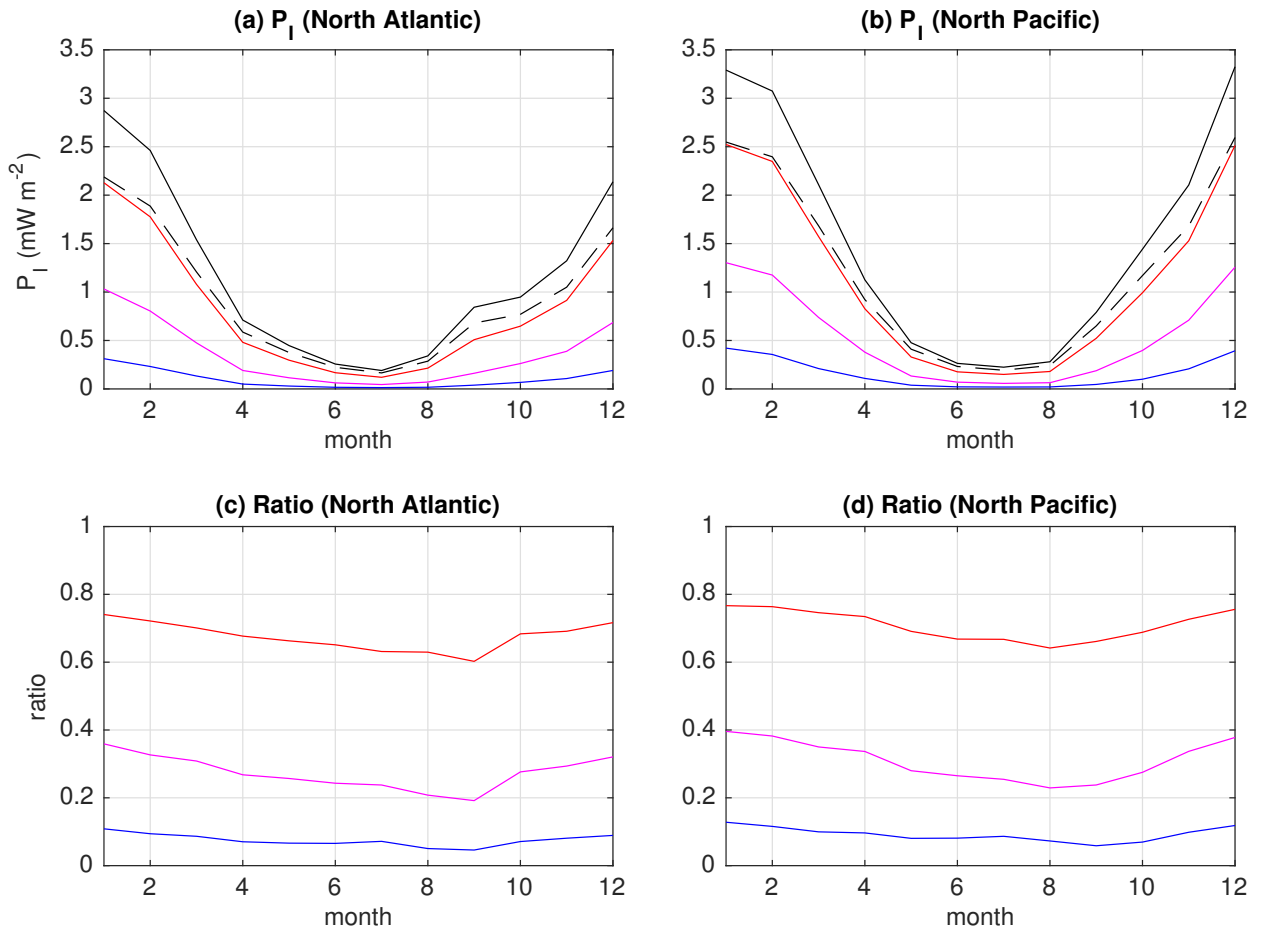 (a) P_I (North Atlantic)
3.5
3
2.5
2
1.5
1
0.5
0
P_I (mW m^-2)
2 4 6 8 10 12
month
(b) P_I (North Pacific)
3.5
3
2.5
2
1.5
1
0.5
0
2 4 6 8 10 12
month
(c) Ratio (North Atlantic)
1
0.8
0.6
0.4
0.2
0
ratio
2 4 6 8 10 12
month
(d) Ratio (North Pacific)
1
0.8
0.6
0.4
0.2
0
2 4 6 8 10 12
month